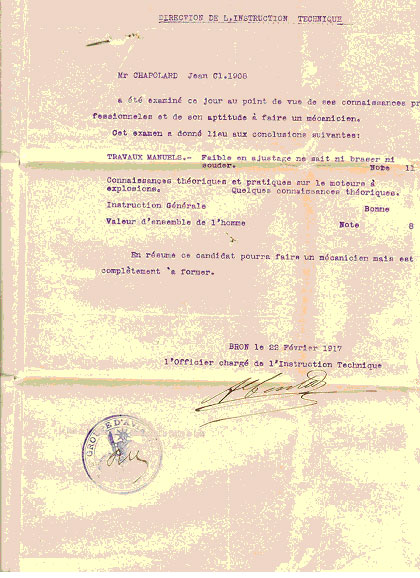 DIRECTION DE L,INSTRUCTION TECHNIQUE
Mr CHAPOLARD Jean Cl.1908
a été examiné ce jour au point de vue de ses connaissances pr
fessionneles et de son aptitude à faire un mécanicien.
Cet examen a donné lieu aux conclusions suivantes:
TRAVAUX MANUELS.- Faible en ajustage ne sait ni braser ni
souder. Note 11
Connaissances théoriques et pratiques sur le moteurs à
explosions. Quelques connaissances théoriques.
Instruction Générale Bonne
Valeur d'ensemble de l'homme Note 8
En résume ce candidat pourra faire un mécanicien mais est
complètement à former.
BRON le 22 Février 1917
l'Officier chargé de l'Instruction Technique
GROUPE D'AVIA